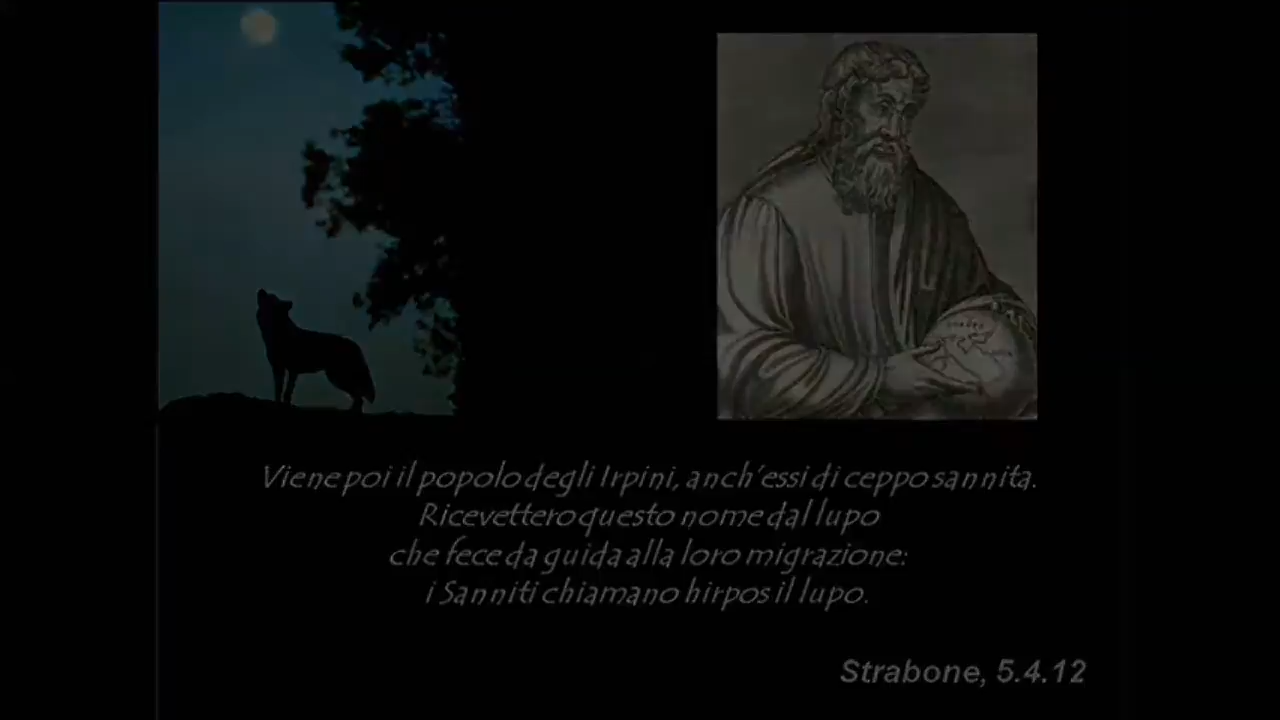 Viene poi il popolo degli Irpini, anch'essi di ceppo sannita.
Ricevettero questo nome dal lupo
che fece da guida alla loro migrazione:
i Sanniti chiamano hirpos il lupo.
Strabone, 5.4.12